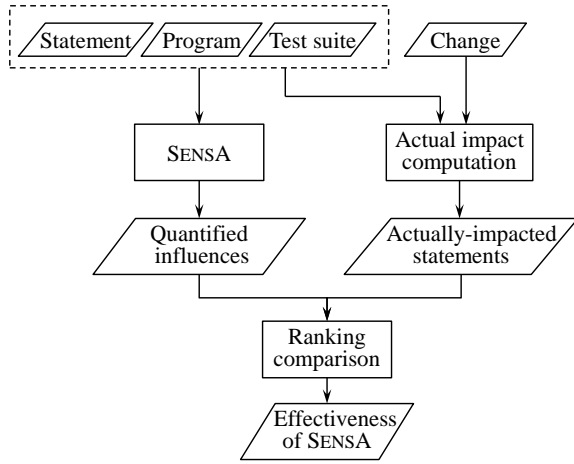 Statement Program Test suite Change
SENSA
Actual impact
computation
Quantified
influences
Actually-impacted
statements
Ranking
comparison
Effectiveness
of SENSA